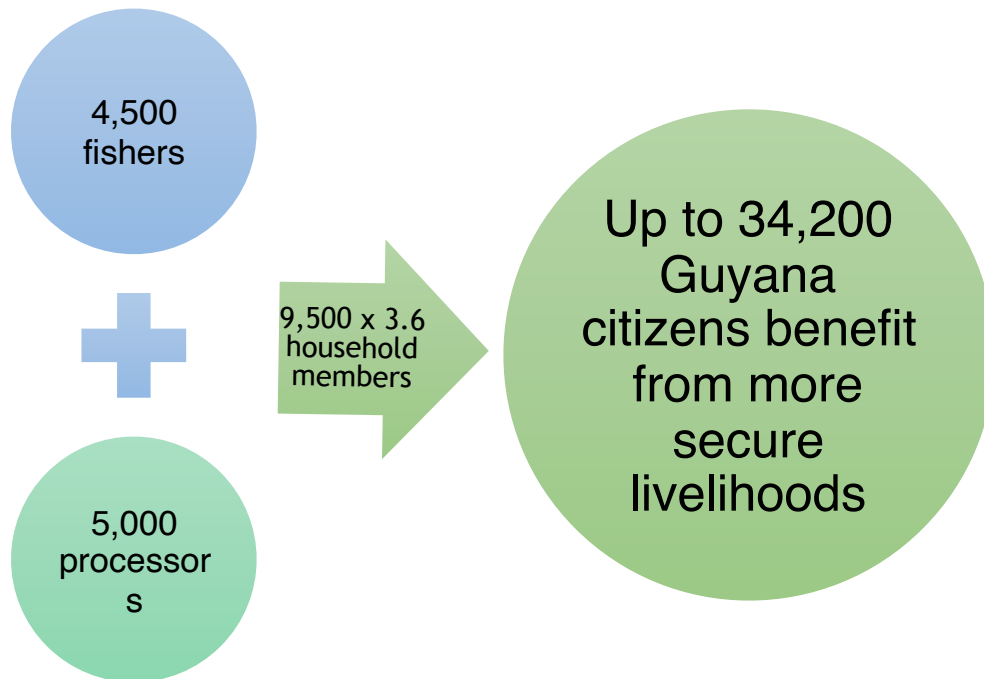 4,500
fishers
5,000
processor
s
9,500 x 3.6
household
members
Up to 34,200
Guyana
citizens benefit
from more
secure
livelihoods